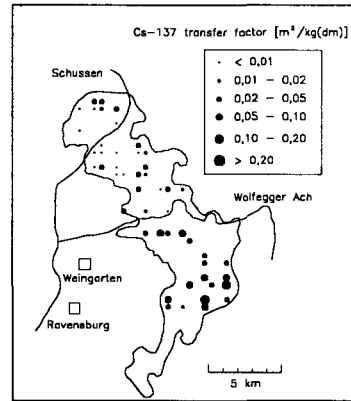 Cs-137 transfer factor [m³/kg(dm)]
< 0,01
0,01 - 0,02
0,02 - 0,05
0,05 - 0,10
0,10 - 0,20
> 0,20
Schussen
Wolfegger Ach
Weingarten
Ravensburg
5 km